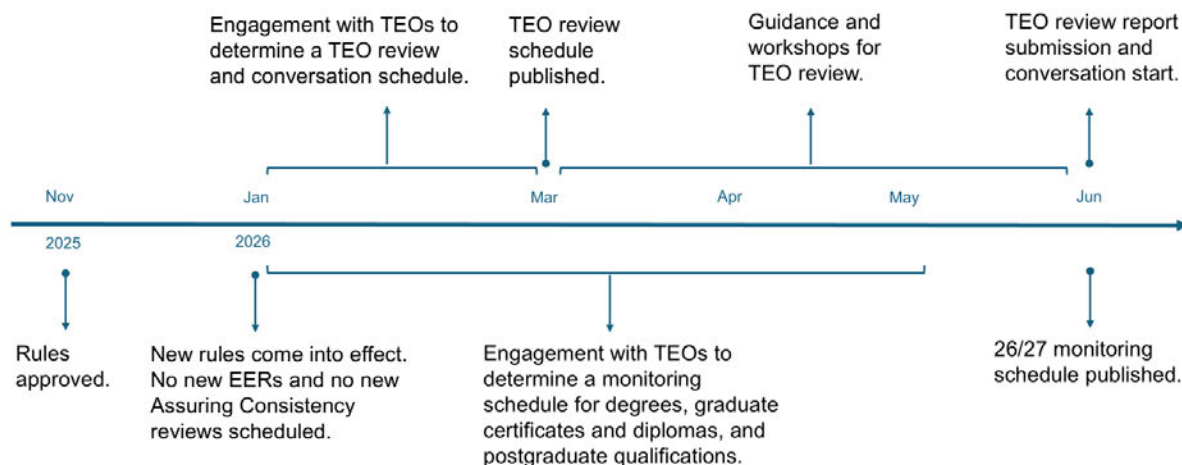 Engagement with TEOs to
determine a TEO review
and conversation schedule.
TEO review
schedule
published.
Guidance and
workshops for
TEO review.
TEO review report
submission and
conversation start.
Nov
Jan
Mar
Apr
May
Jun
2025
2026
Rules
approved.
New rules come into effect.
No new EERs and no new
Assuring Consistency
reviews scheduled.
Engagement with TEOs to
determine a monitoring
schedule for degrees, graduate
certificates and diplomas, and
postgraduate qualifications.
26/27 monitoring
schedule published.